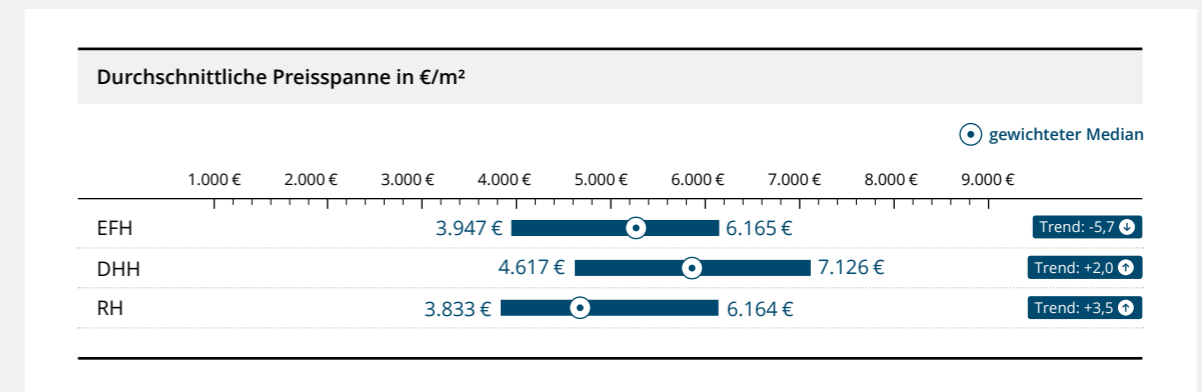 Durchschnittliche Preisspanne in €/m²
gewichteter Median
1.000 € 2.000 € 3.000 € 4.000 € 5.000 € 6.000 € 7.000 € 8.000 € 9.000 €
EFH 3.947 € 6.165 € Trend: -5,7
DHH 4.617 € 7.126 € Trend: +2,0
RH 3.833 € 6.164 € Trend: +3,5